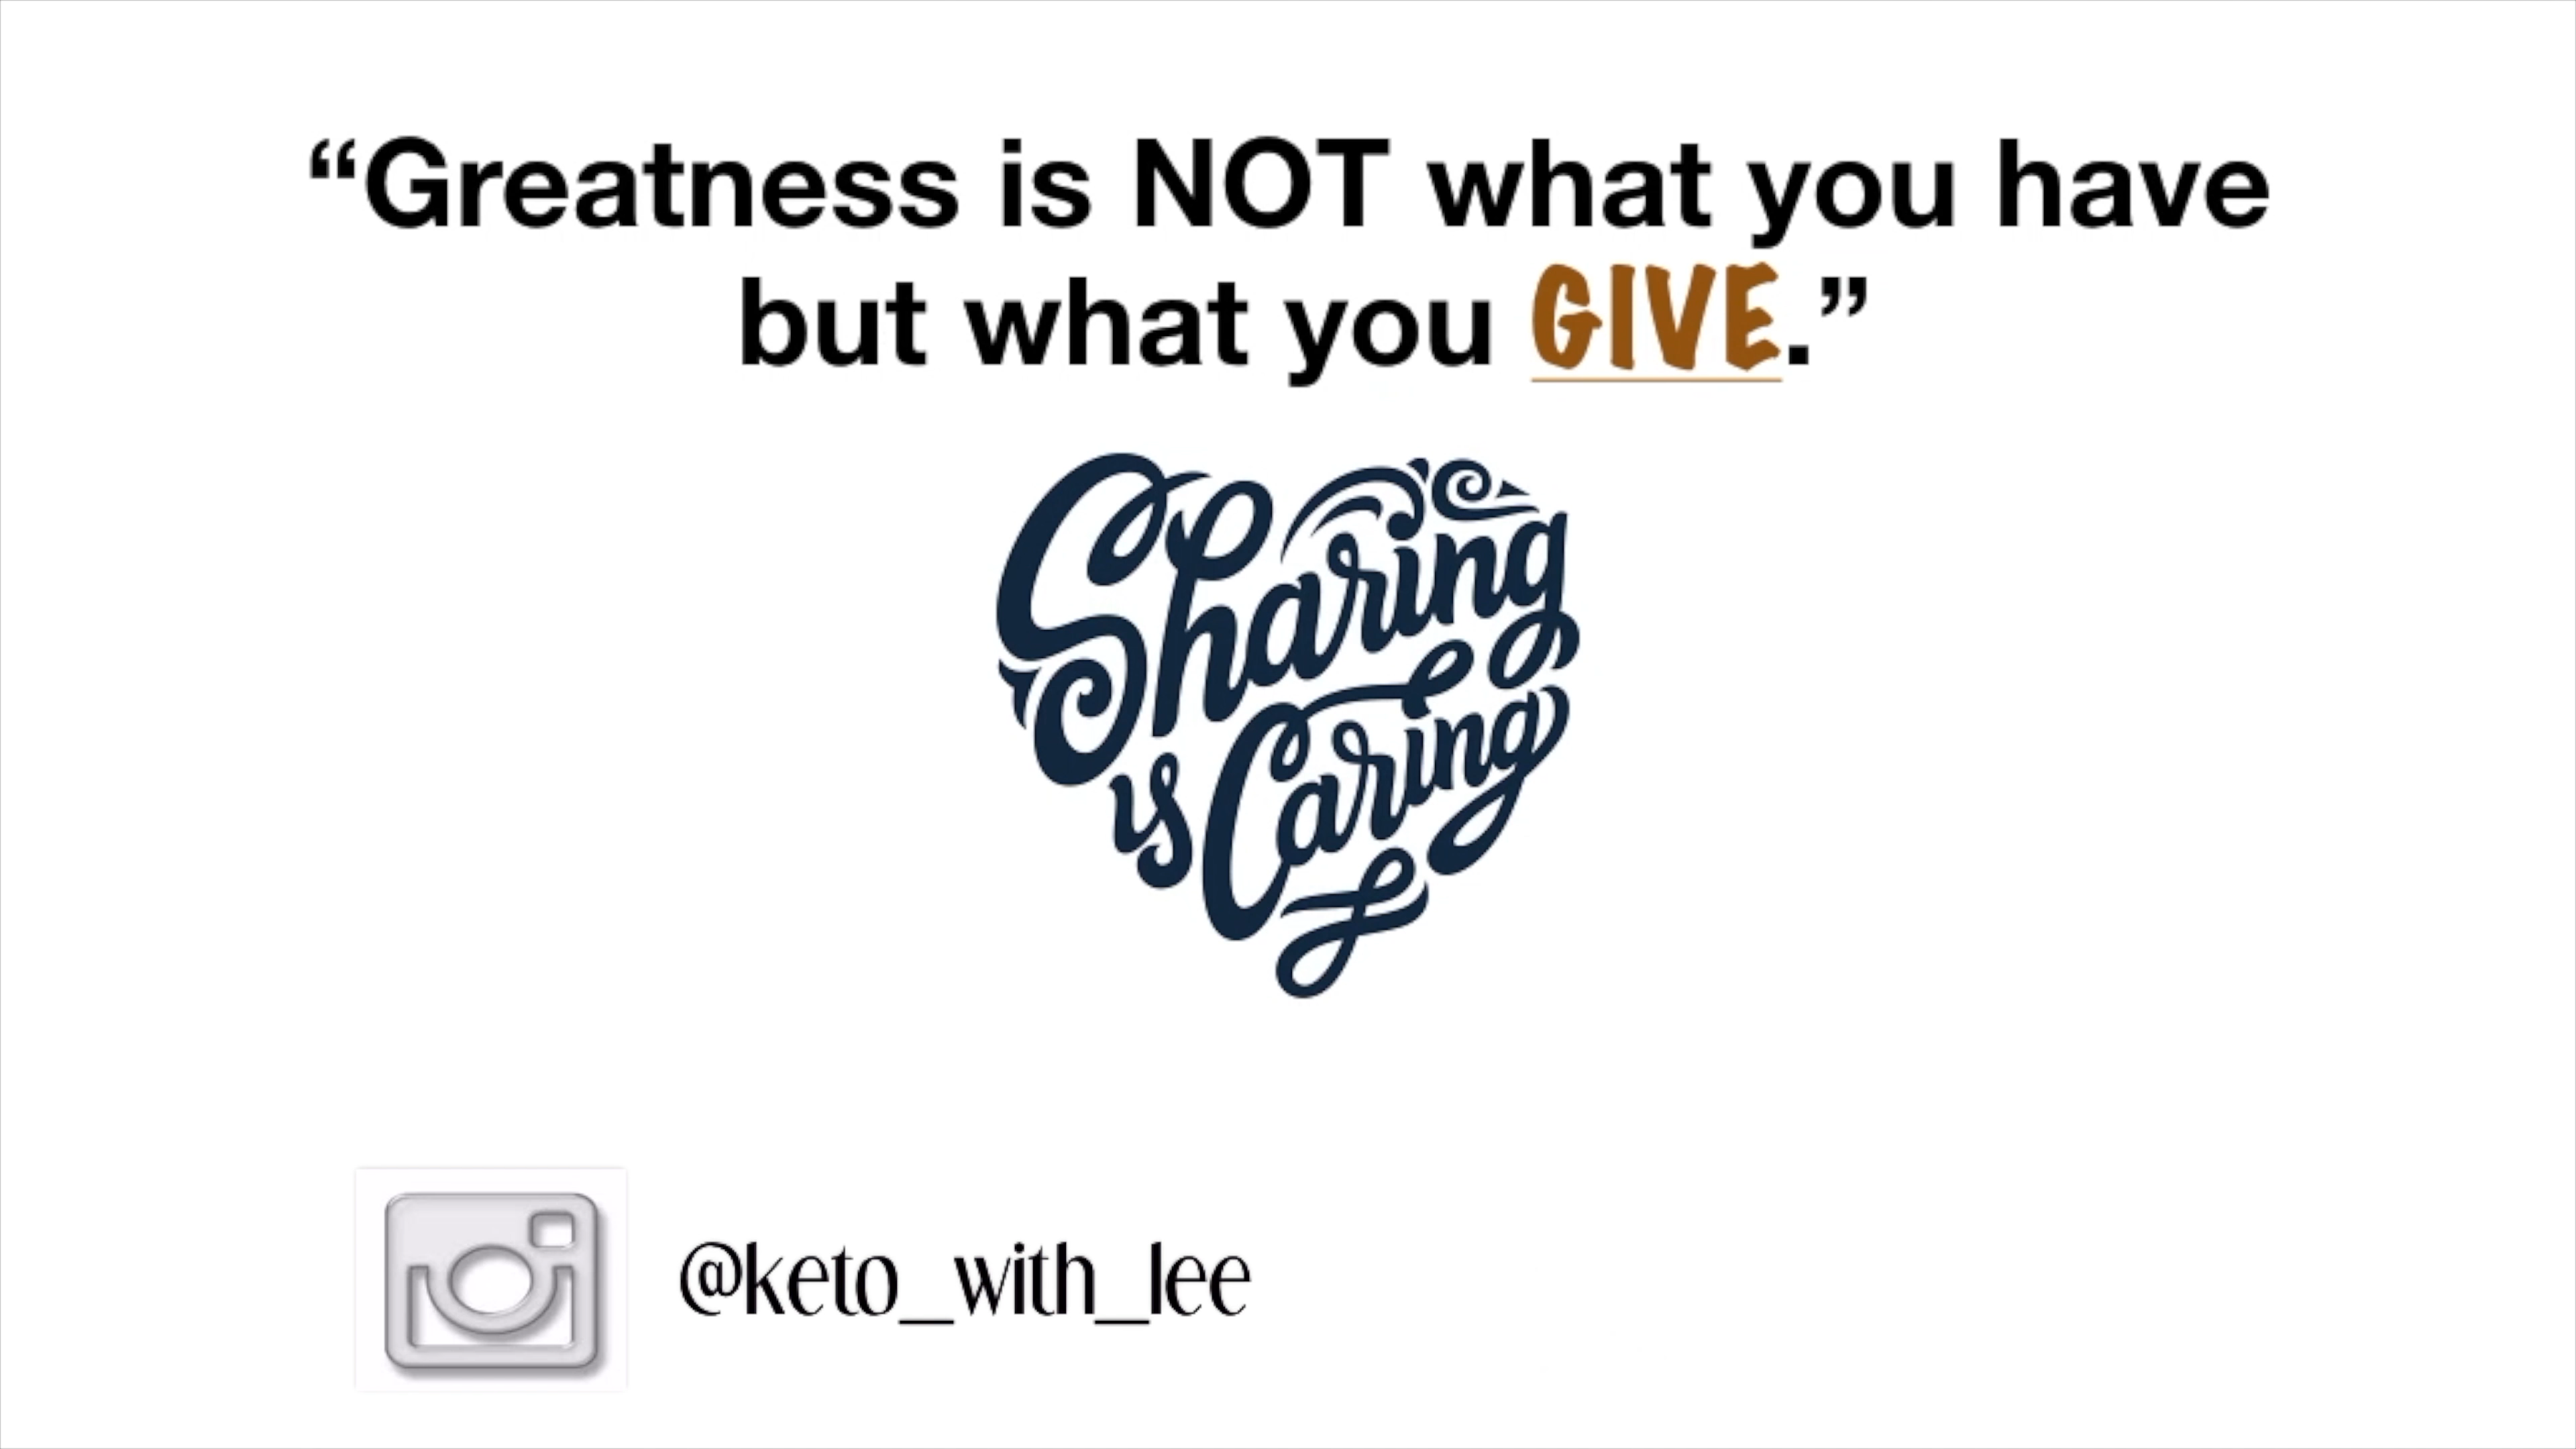 “Greatness is NOT what you have
but what you GIVE.”
Sharing
is Caring
@keto_with_lee